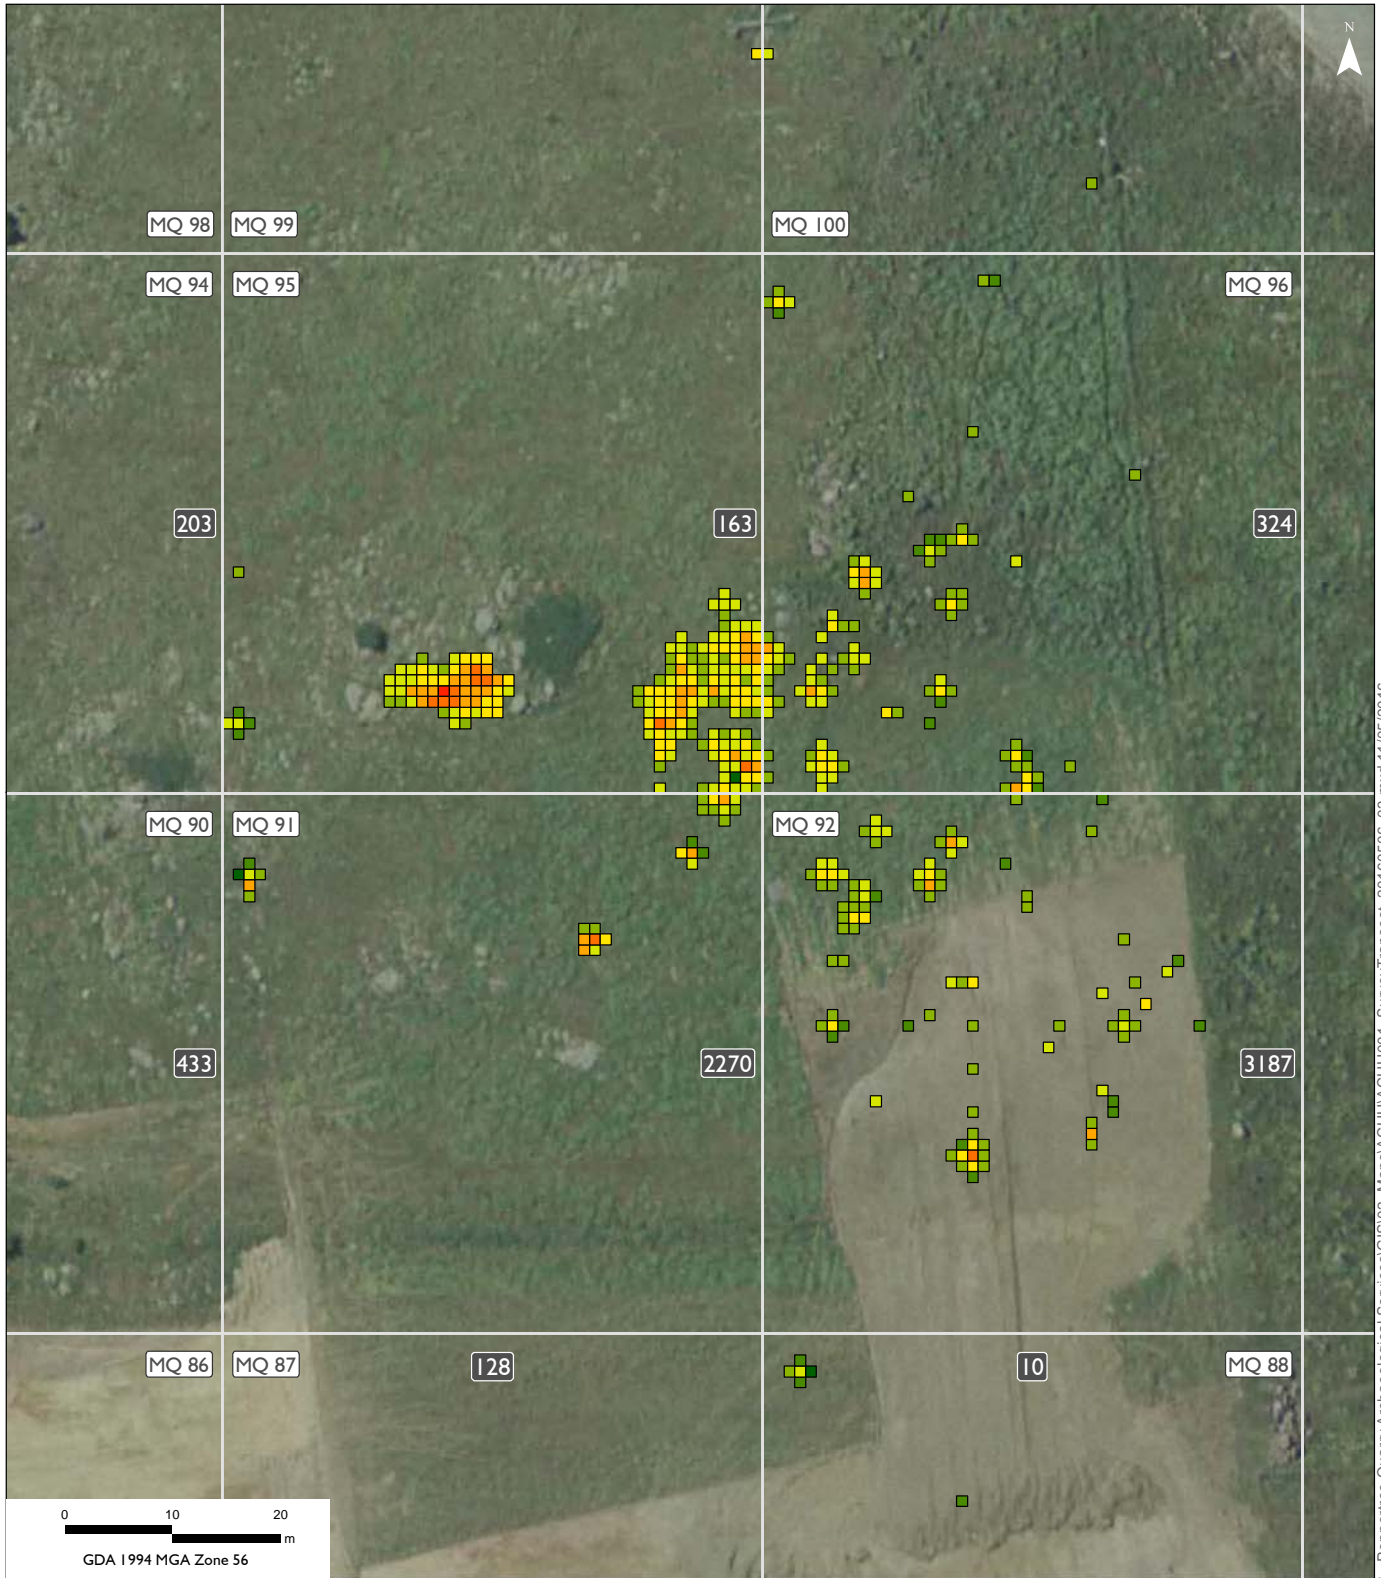 N
MQ 98
MQ 99
MQ 100
MQ 94
MQ 95
MQ 96
203
163
324
MQ 90
MQ 91
MQ 92
433
2270
3187
MQ 86
MQ 87
128
10
MQ 88
0 10 20
m
GDA 1994 MGA Zone 56